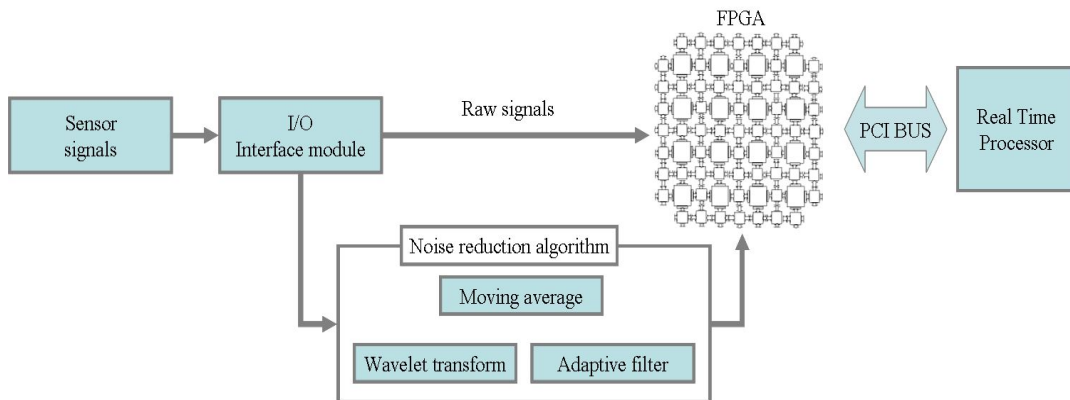 FPGA
Sensor
signals
I/O
Interface module
Raw signals
PCI BUS
Real Time
Processor
Noise reduction algorithm
Moving average
Wavelet transform
Adaptive filter